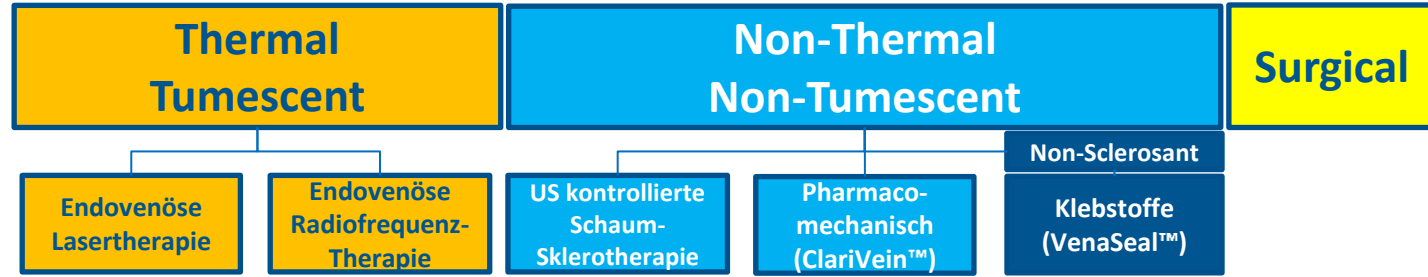 Thermal
Tumescent
Non-Thermal
Non-Tumescent
Surgical
Non-Sclerosant
Endovenöse
Lasertherapie
Endovenöse
Radiofrequenz-
Therapie
US kontrollierte
Schaum-
Sklerotherapie
Pharmaco-
mechanisch
(ClariVein™)
Klebstoffe
(VenaSeal™)